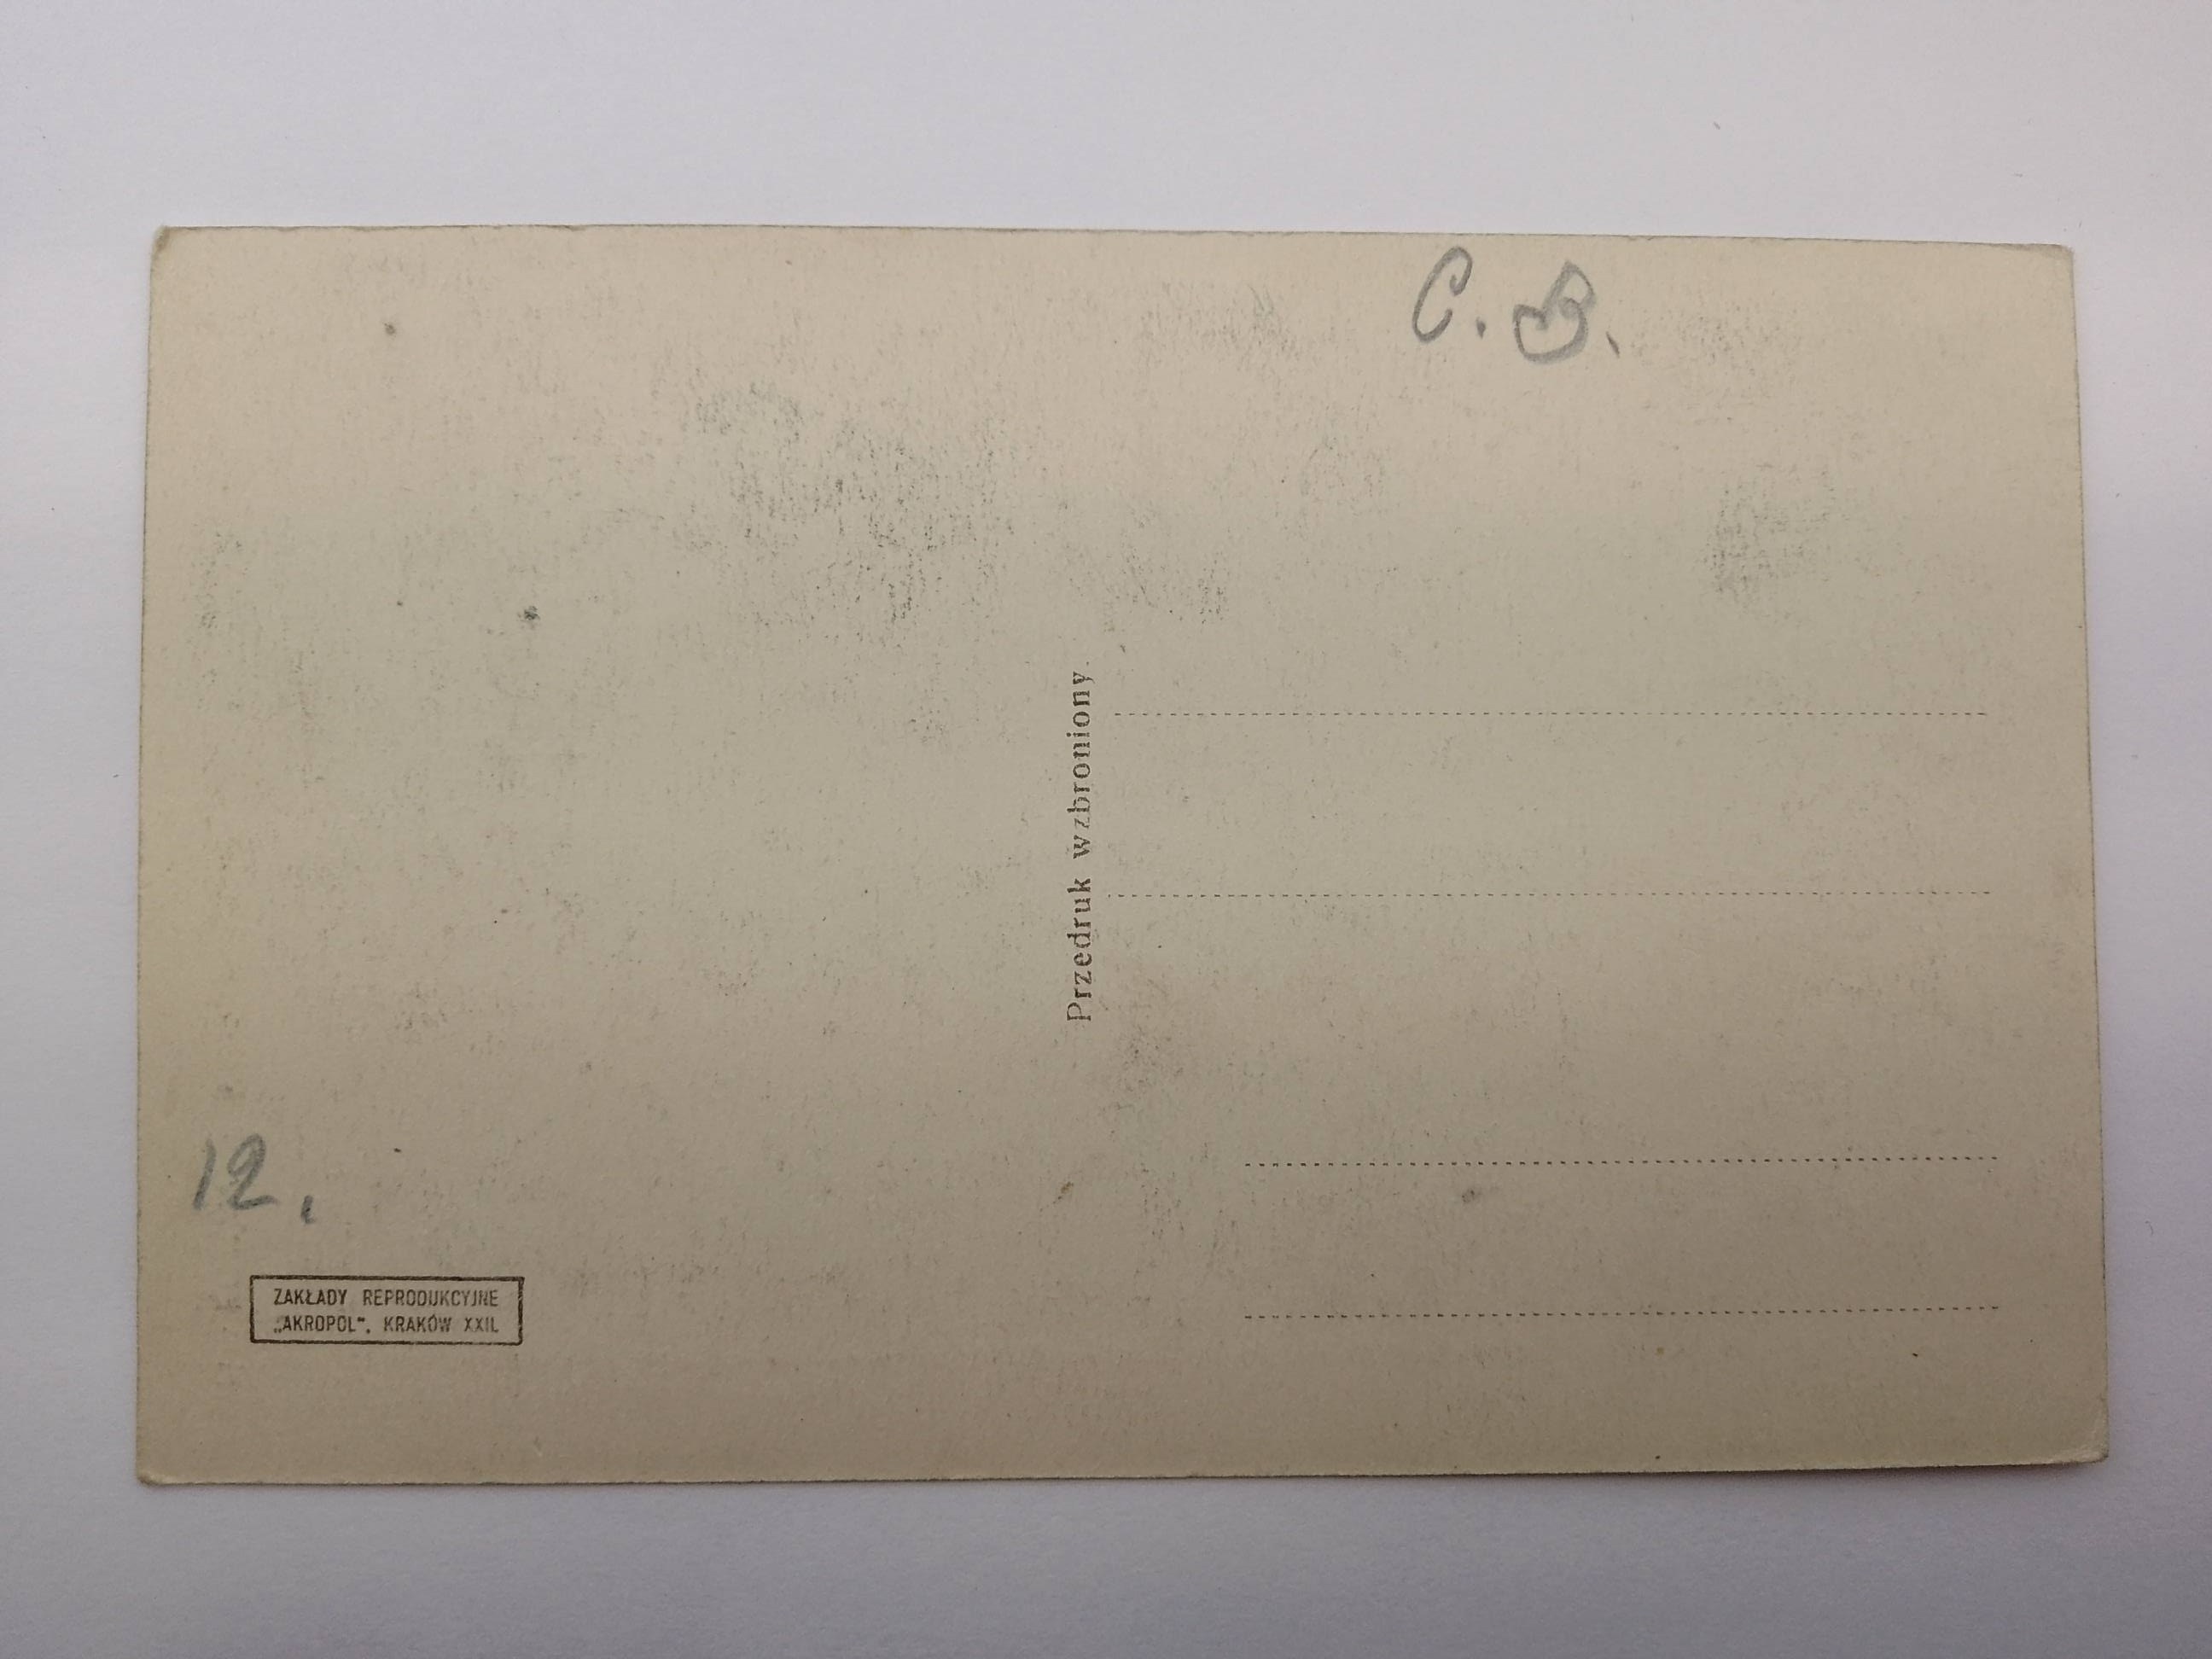 C. B.
Przedruk wzbroniony.
12.
ZAKŁADY REPRODUKCYJNE
„AKROPOL”, KRAKÓW XXII.